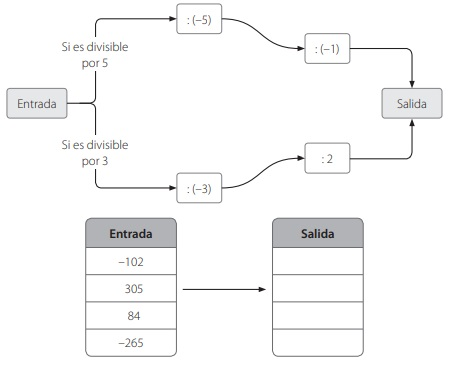 : (–5)
Si es divisible
por 5
: (–1)
Entrada
Salida
Si es divisible
por 3
: 2
: (–3)
Entrada
Salida
–102
305
84
–265